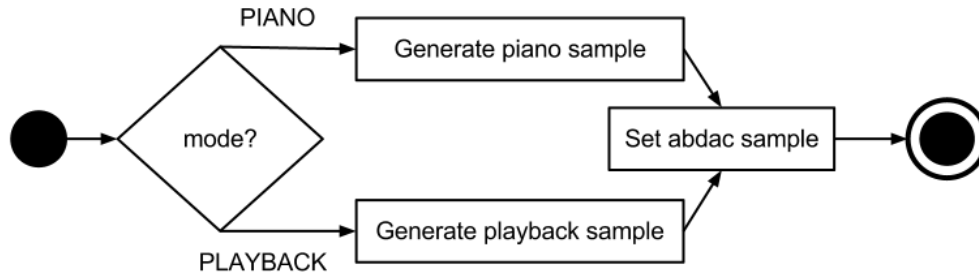 PIANO
Generate piano sample
mode?
Set abdac sample
Generate playback sample
PLAYBACK